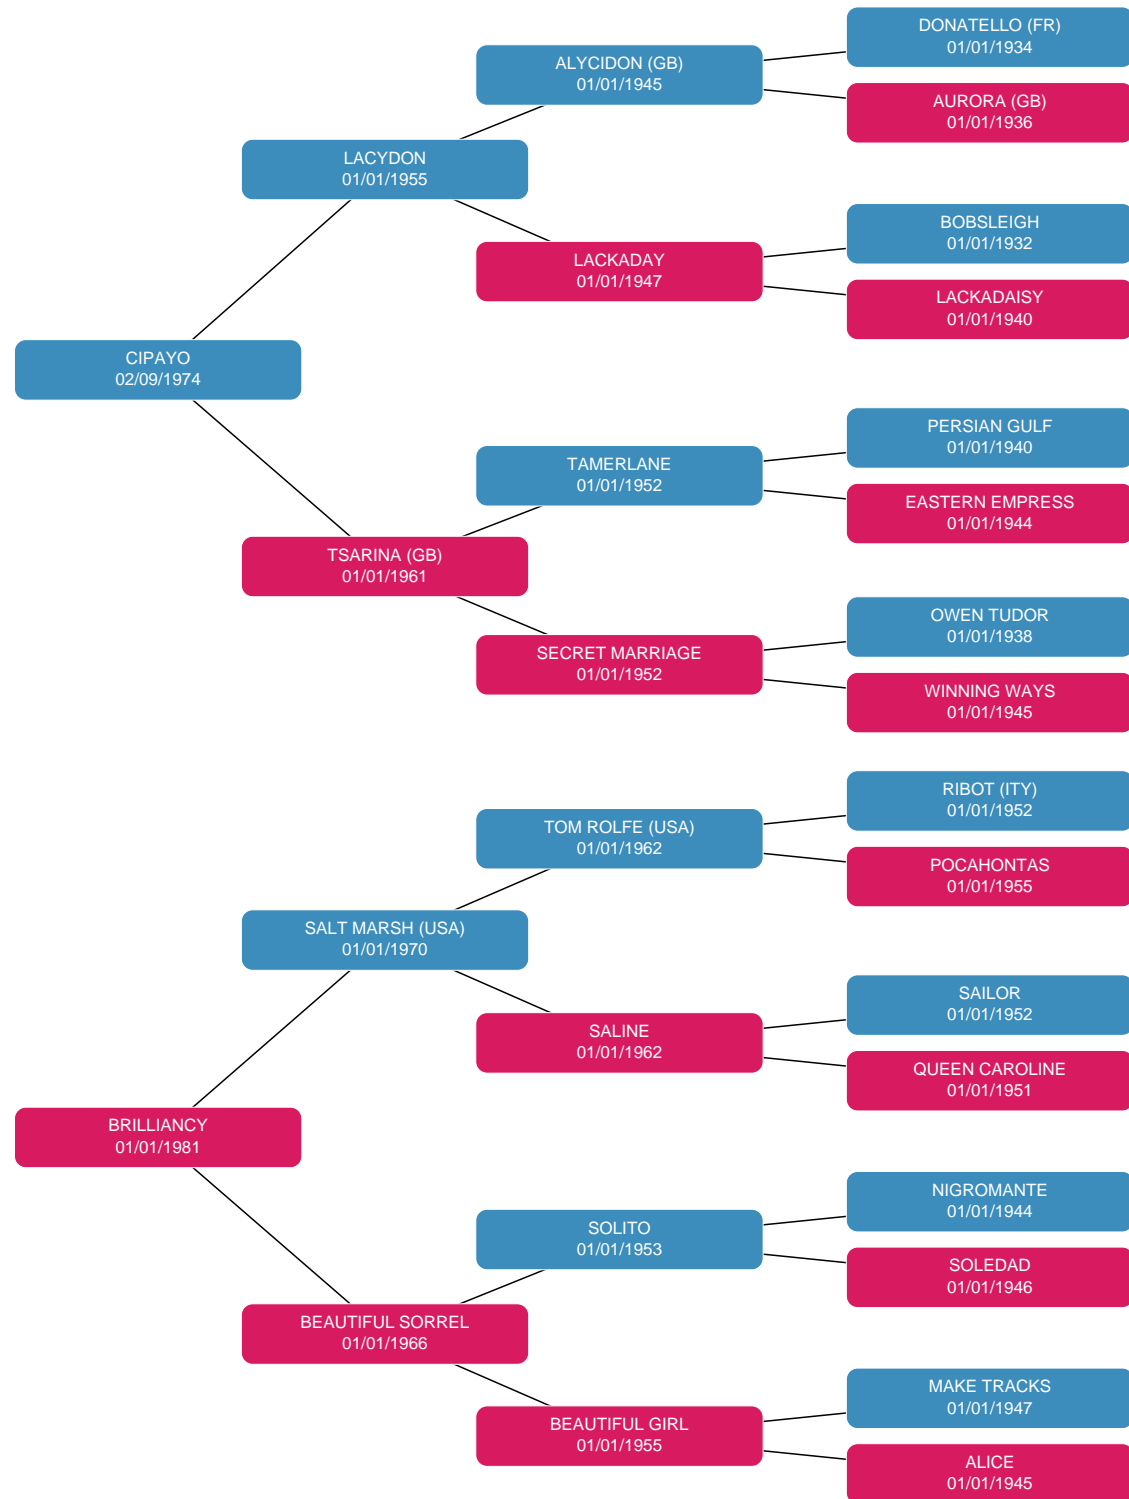 DONATELLO (FR)
01/01/1934
ALYCIDON (GB)
01/01/1945
AURORA (GB)
01/01/1936
LACYDON
01/01/1955
BOBSLEIGH
01/01/1932
LACKADAY
01/01/1947
LACKADAISY
01/01/1940
CIPAYO
02/09/1974
PERSIAN GULF
01/01/1940
TAMERLANE
01/01/1952
EASTERN EMPRESS
01/01/1944
TSARINA (GB)
01/01/1961
OWEN TUDOR
01/01/1938
SECRET MARRIAGE
01/01/1952
WINNING WAYS
01/01/1945
RIBOT (ITY)
01/01/1952
TOM ROLFE (USA)
01/01/1962
POCAHONTAS
01/01/1955
SALT MARSH (USA)
01/01/1970
SAILOR
01/01/1952
SALINE
01/01/1962
QUEEN CAROLINE
01/01/1951
BRILLIANCY
01/01/1981
NIGROMANTE
01/01/1944
SOLITO
01/01/1953
SOLEDAD
01/01/1946
BEAUTIFUL SORREL
01/01/1966
MAKE TRACKS
01/01/1947
BEAUTIFUL GIRL
01/01/1955
ALICE
01/01/1945